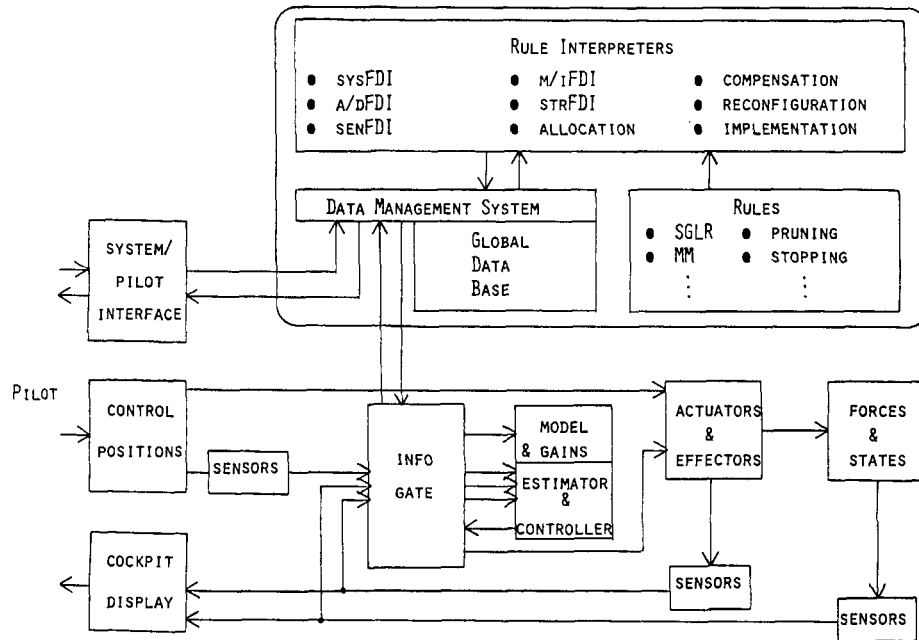 RULE INTERPRETERS
● SYSFDI
● A/DFDI
● SENFDI
● M/IFDI
● STRFDI
● ALLOCATION
● COMPENSATION
● RECONFIGURATION
● IMPLEMENTATION
DATA MANAGEMENT SYSTEM
GLOBAL
DATA
BASE
RULES
● SGLR
● MM
⋮
● PRUNING
● STOPPING
⋮
SYSTEM/
PILOT
INTERFACE
PILOT
CONTROL
POSITIONS
SENSORS
INFO
GATE
MODEL
& GAINS
ESTIMATOR
&
CONTROLLER
ACTUATORS
&
EFFECTORS
FORCES
&
STATES
COCKPIT
DISPLAY
SENSORS
SENSORS